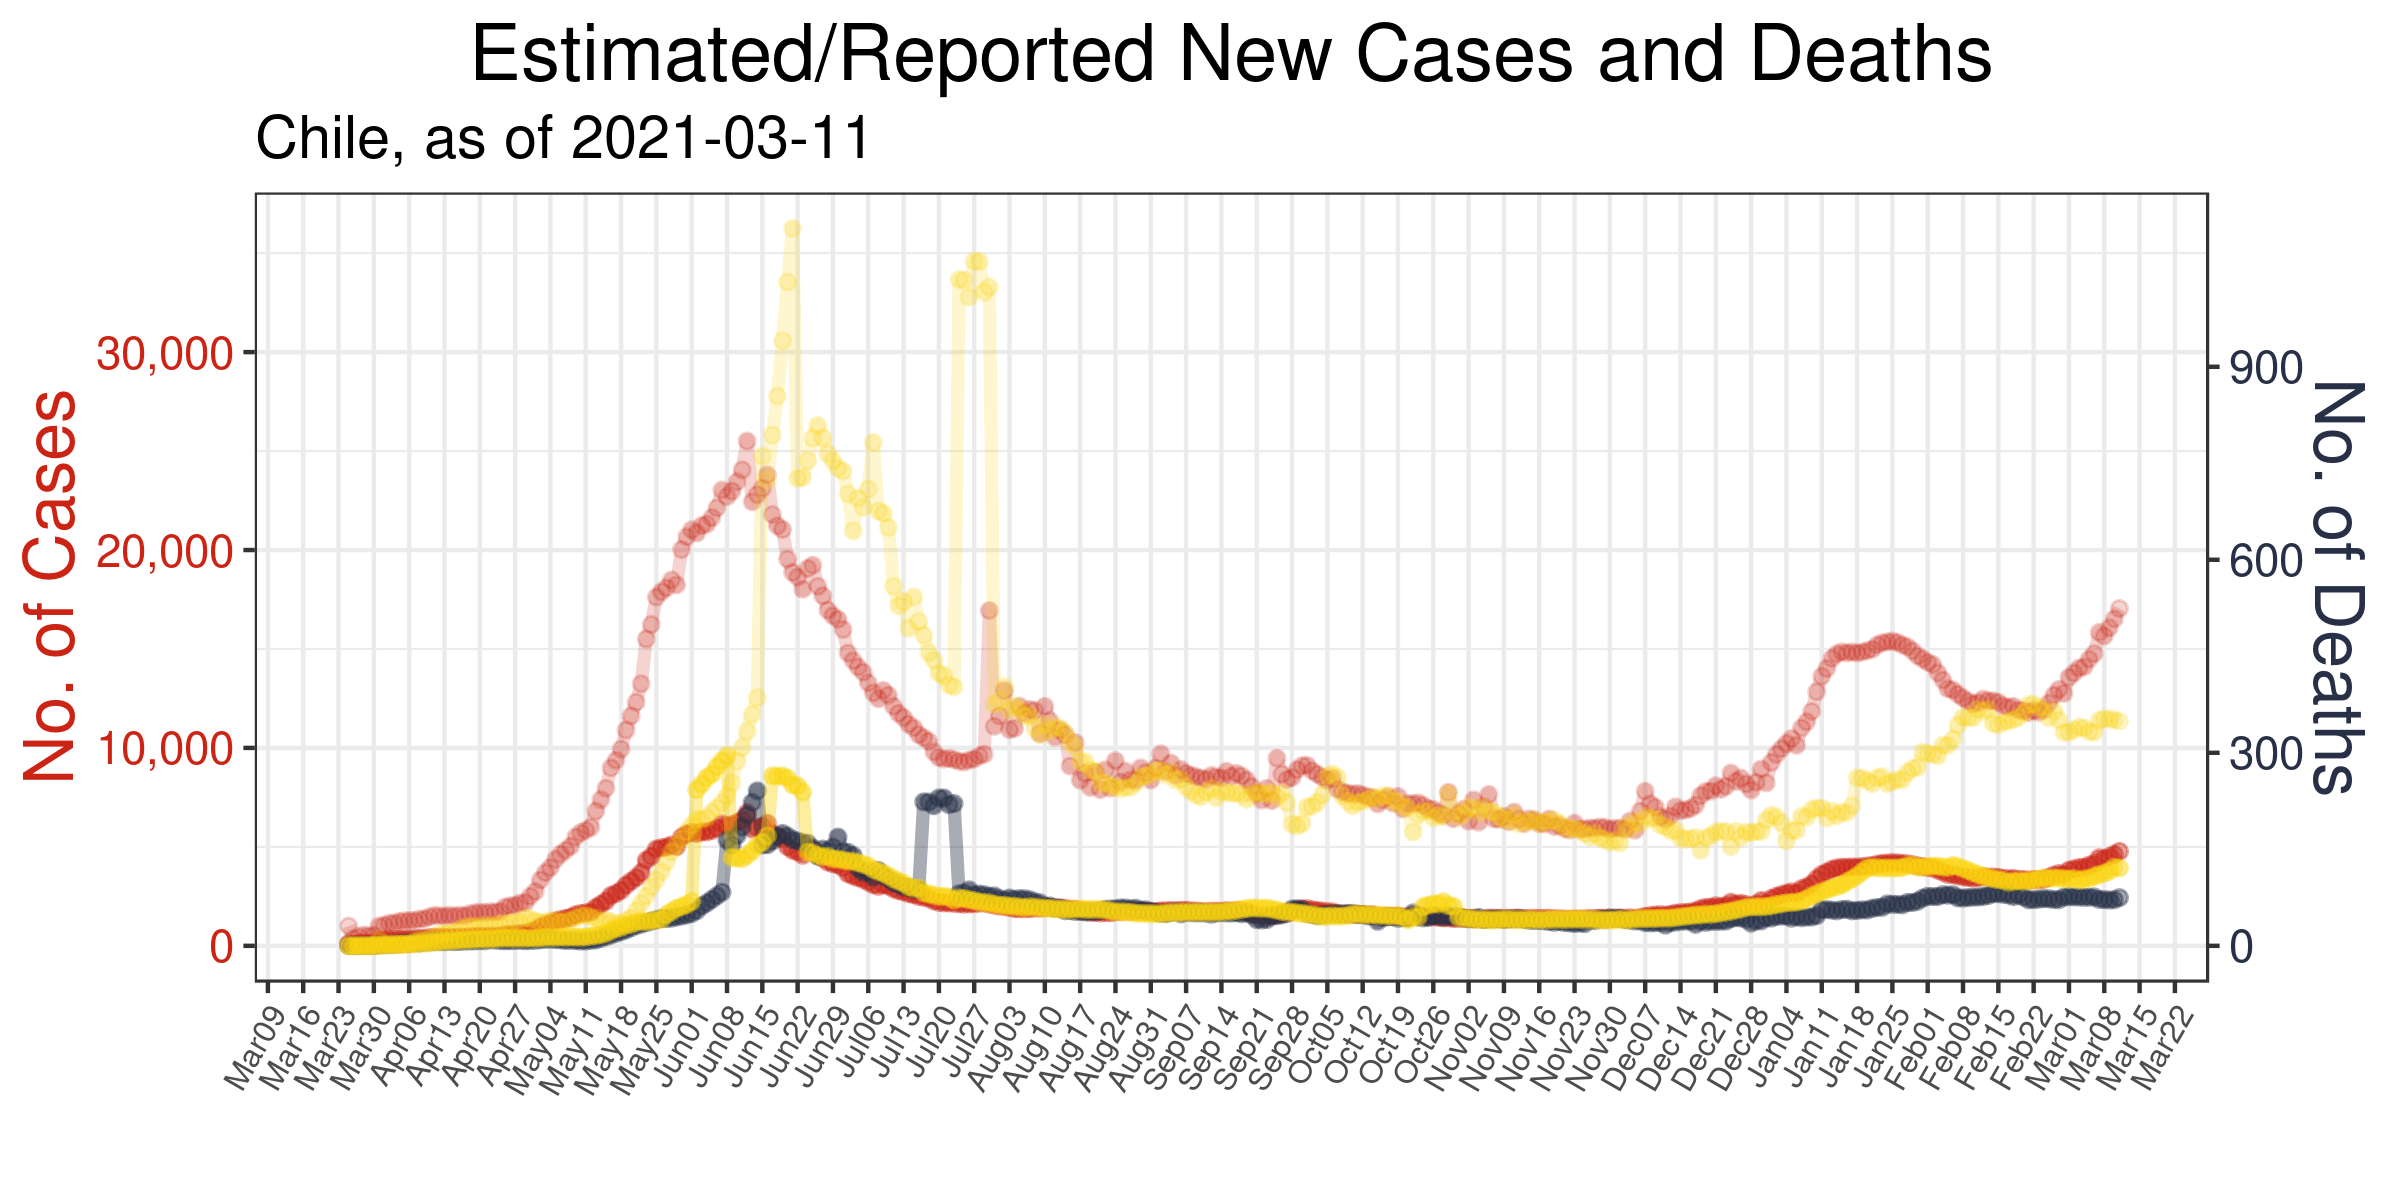 Estimated/Reported New Cases and Deaths
Chile, as of 2021-03-11
No. of Cases
30,000
20,000
10,000
0
900
600
300
0
No. of Deaths
Mar09 Mar16 Mar23 Mar30 Apr06 Apr13 Apr20 Apr27 May04 May11 May18 May25 Jun01 Jun08 Jun15 Jun22 Jun29 Jul06 Jul13 Jul20 Jul27 Aug03 Aug10 Aug17 Aug24 Aug31 Sep07 Sep14 Sep21 Sep28 Oct05 Oct12 Oct19 Oct26 Nov02 Nov09 Nov16 Nov23 Nov30 Dec07 Dec14 Dec21 Dec28 Jan04 Jan11 Jan18 Jan25 Feb01 Feb08 Feb15 Feb22 Mar01 Mar08 Mar15 Mar22